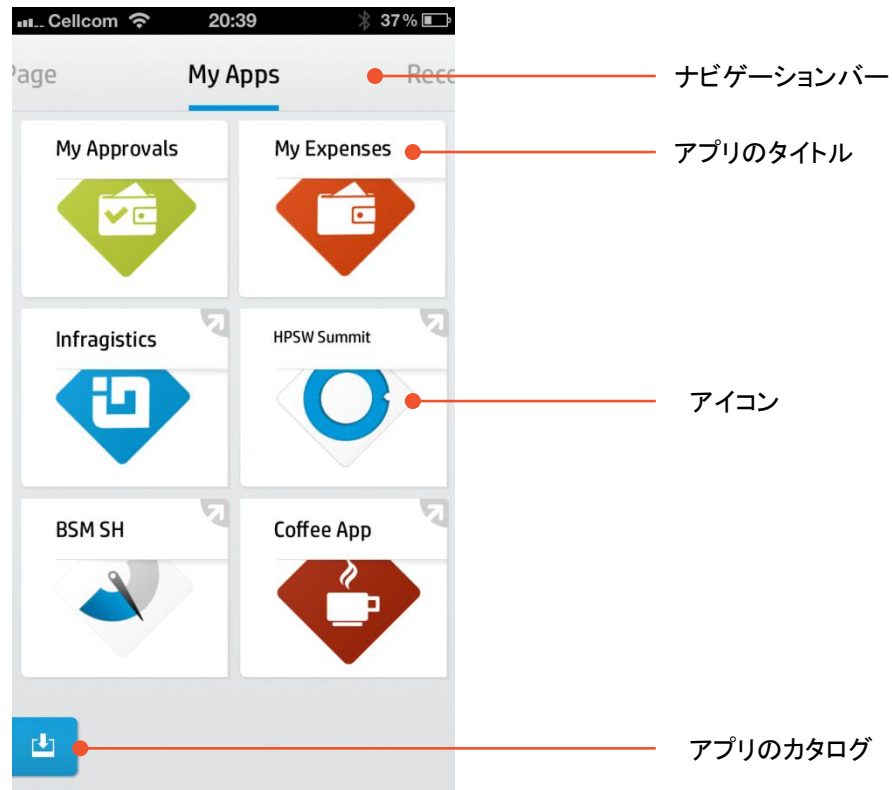 Cellcom 20:39 37%
Page My Apps Reco ナビゲーションバー
My Approvals My Expenses アプリのタイトル
Infragistics HPSW Summit
アイコン
BSM SH Coffee App
アプリのカタログ